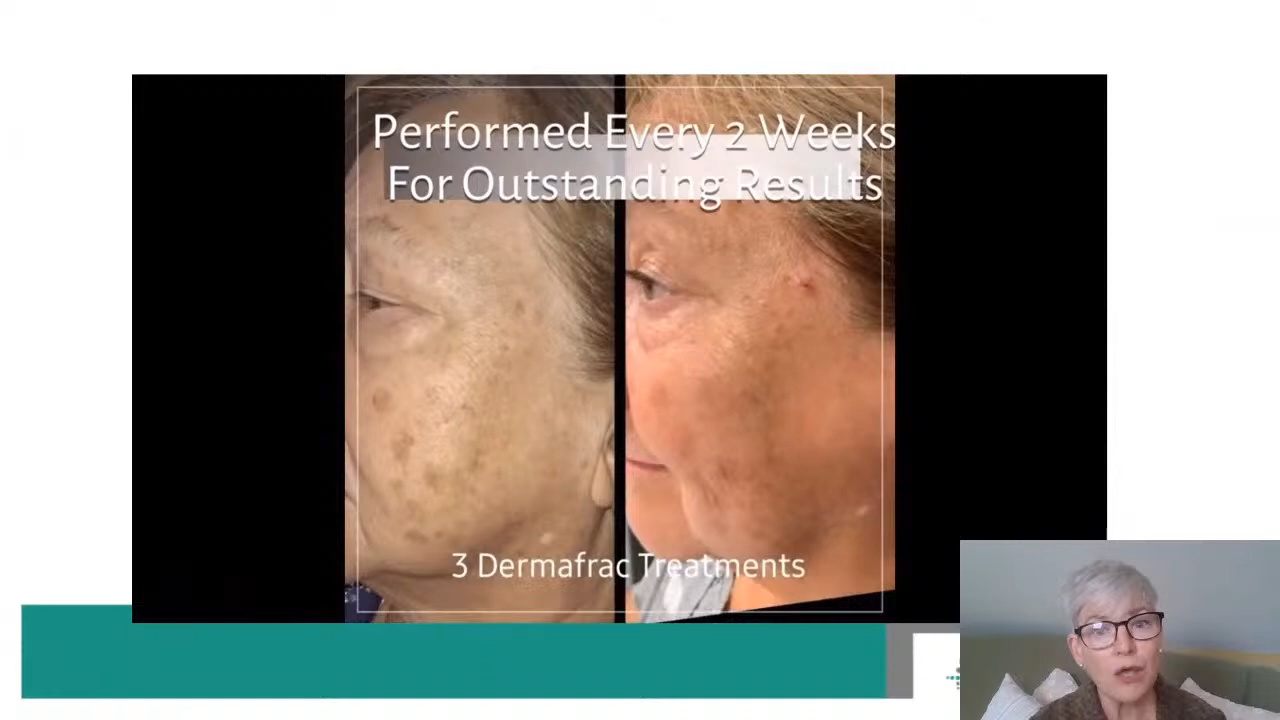 Performed Every 2 Weeks
For Outstanding Results
3 Dermafrac Treatments